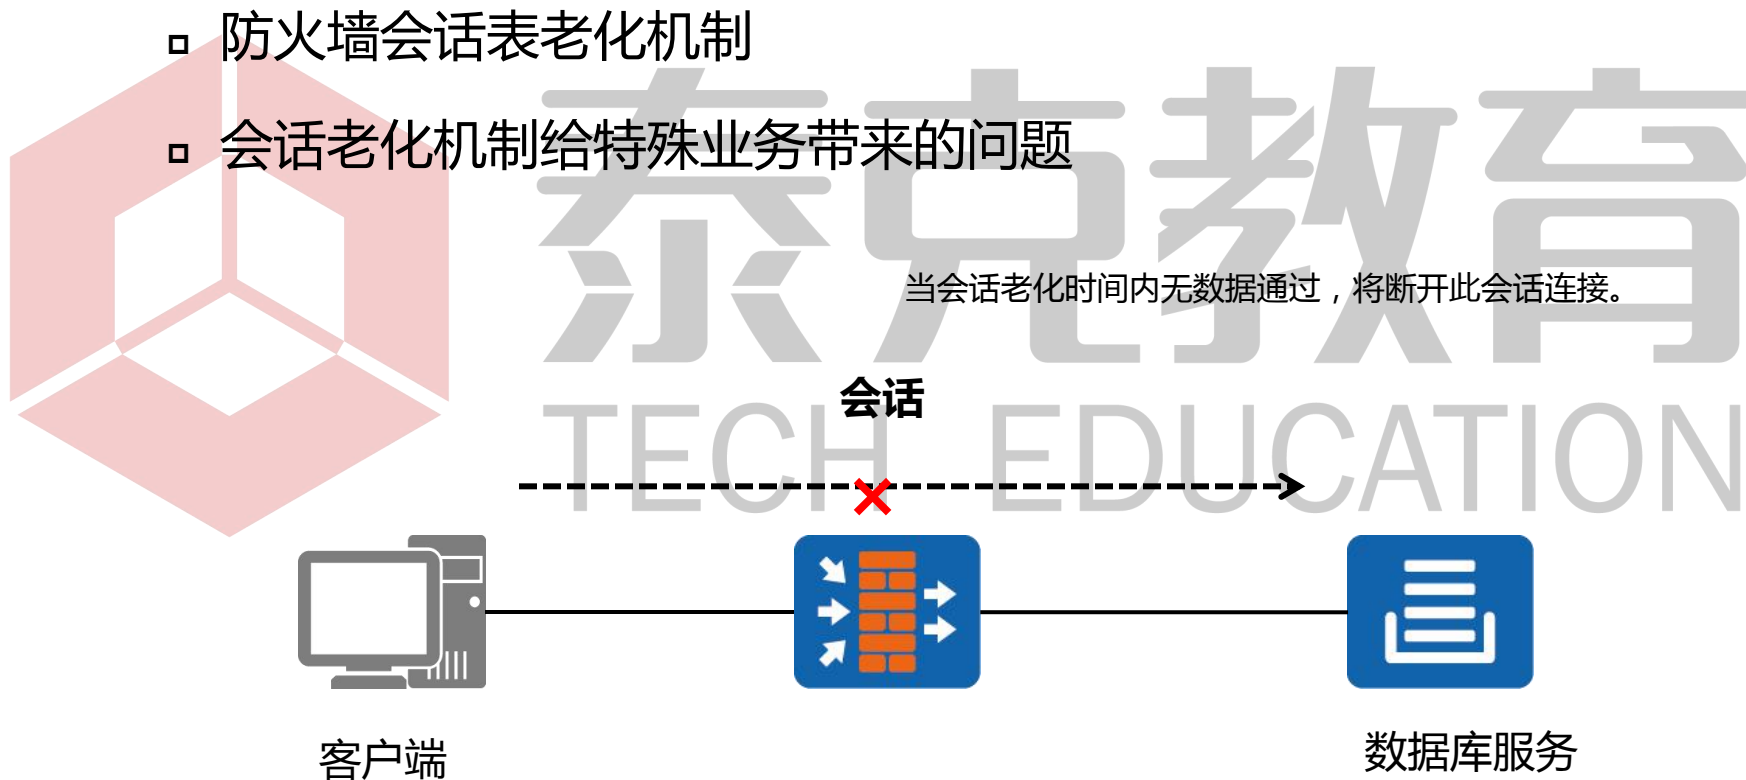 防火墙会话表老化机制
会话老化机制给特殊业务带来的问题
泰克教育
当会话老化时间内无数据通过，将断开此会话连接。
会话
TECH EDUCATION
客户端
数据库服务